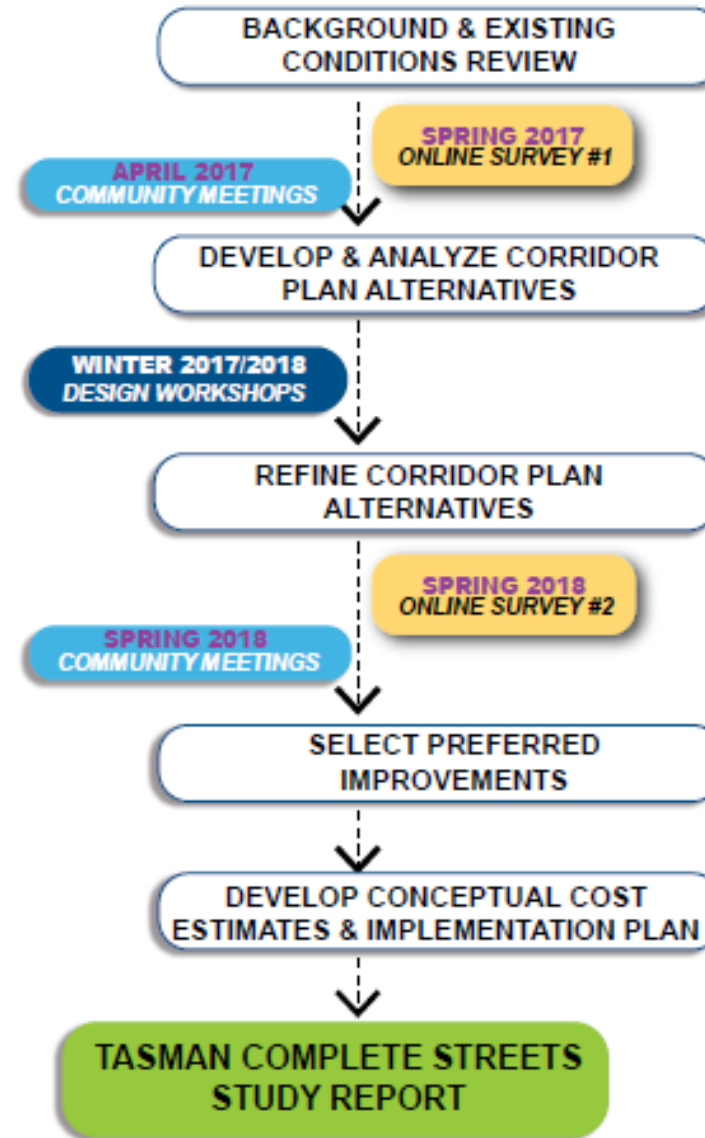 BACKGROUND & EXISTING
CONDITIONS REVIEW
SPRING 2017
ONLINE SURVEY #1
APRIL 2017
COMMUNITY MEETINGS
DEVELOP & ANALYZE CORRIDOR
PLAN ALTERNATIVES
WINTER 2017/2018
DESIGN WORKSHOPS
REFINE CORRIDOR PLAN
ALTERNATIVES
SPRING 2018
ONLINE SURVEY #2
SPRING 2018
COMMUNITY MEETINGS
SELECT PREFERRED
IMPROVEMENTS
DEVELOP CONCEPTUAL COST
ESTIMATES & IMPLEMENTATION PLAN
TASMAN COMPLETE STREETS
STUDY REPORT